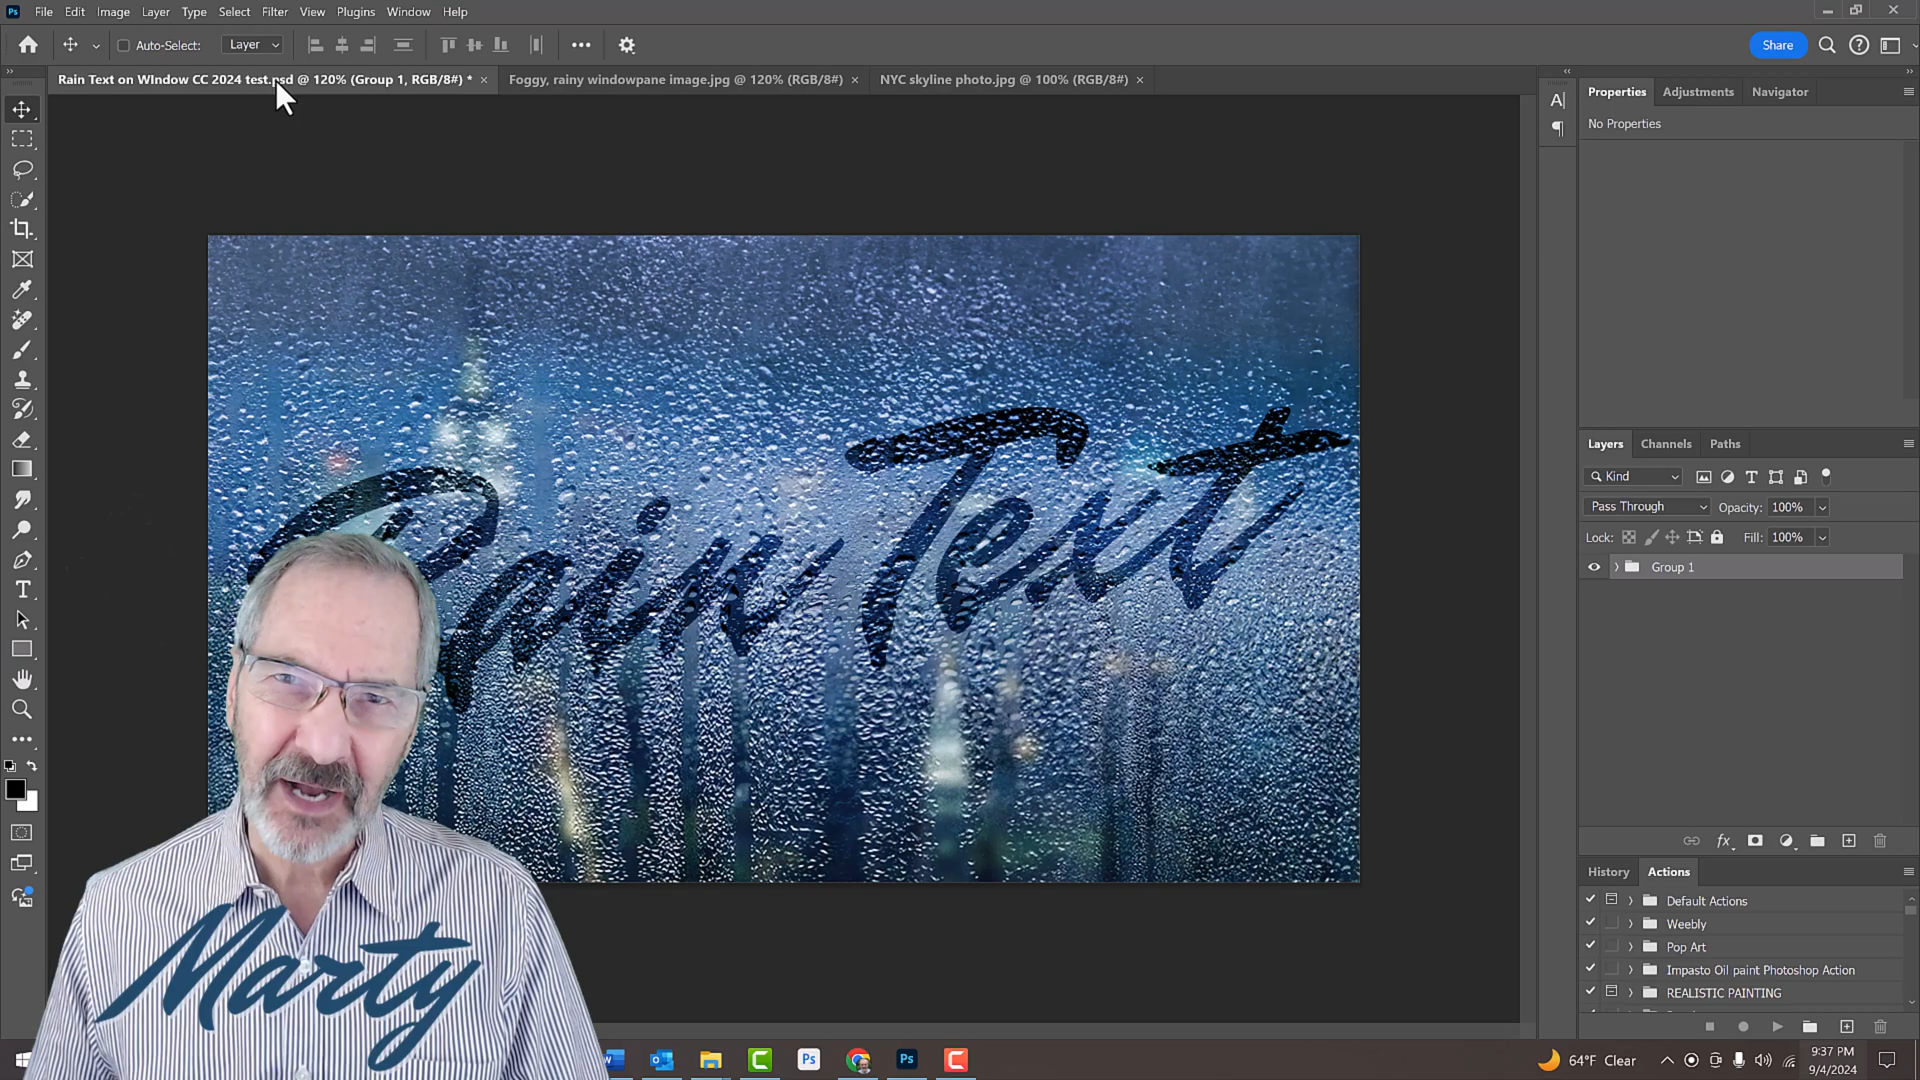 Ps File Edit Image Layer Type Select Filter View Plugins Window Help
Auto-Select: Layer Share
Rain Text on WIndow CC 2024 test.psd @ 120% (Group 1, RGB/8#) * Foggy, rainy windowpane image.jpg @ 120% (RGB/8#) NYC skyline photo.jpg @ 100% (RGB/8#)
Properties Adjustments Navigator
No Properties
Rain Text
Layers Channels Paths
Kind
Pass Through Opacity: 100%
Lock: Fill: 100%
Group 1
fx
History Actions
Default Actions
Weebly
Pop Art
Impasto Oil paint Photoshop Action
REALISTIC PAINTING
Marty
Ps Ps 64°F Clear 9:37 PM
9/4/2024